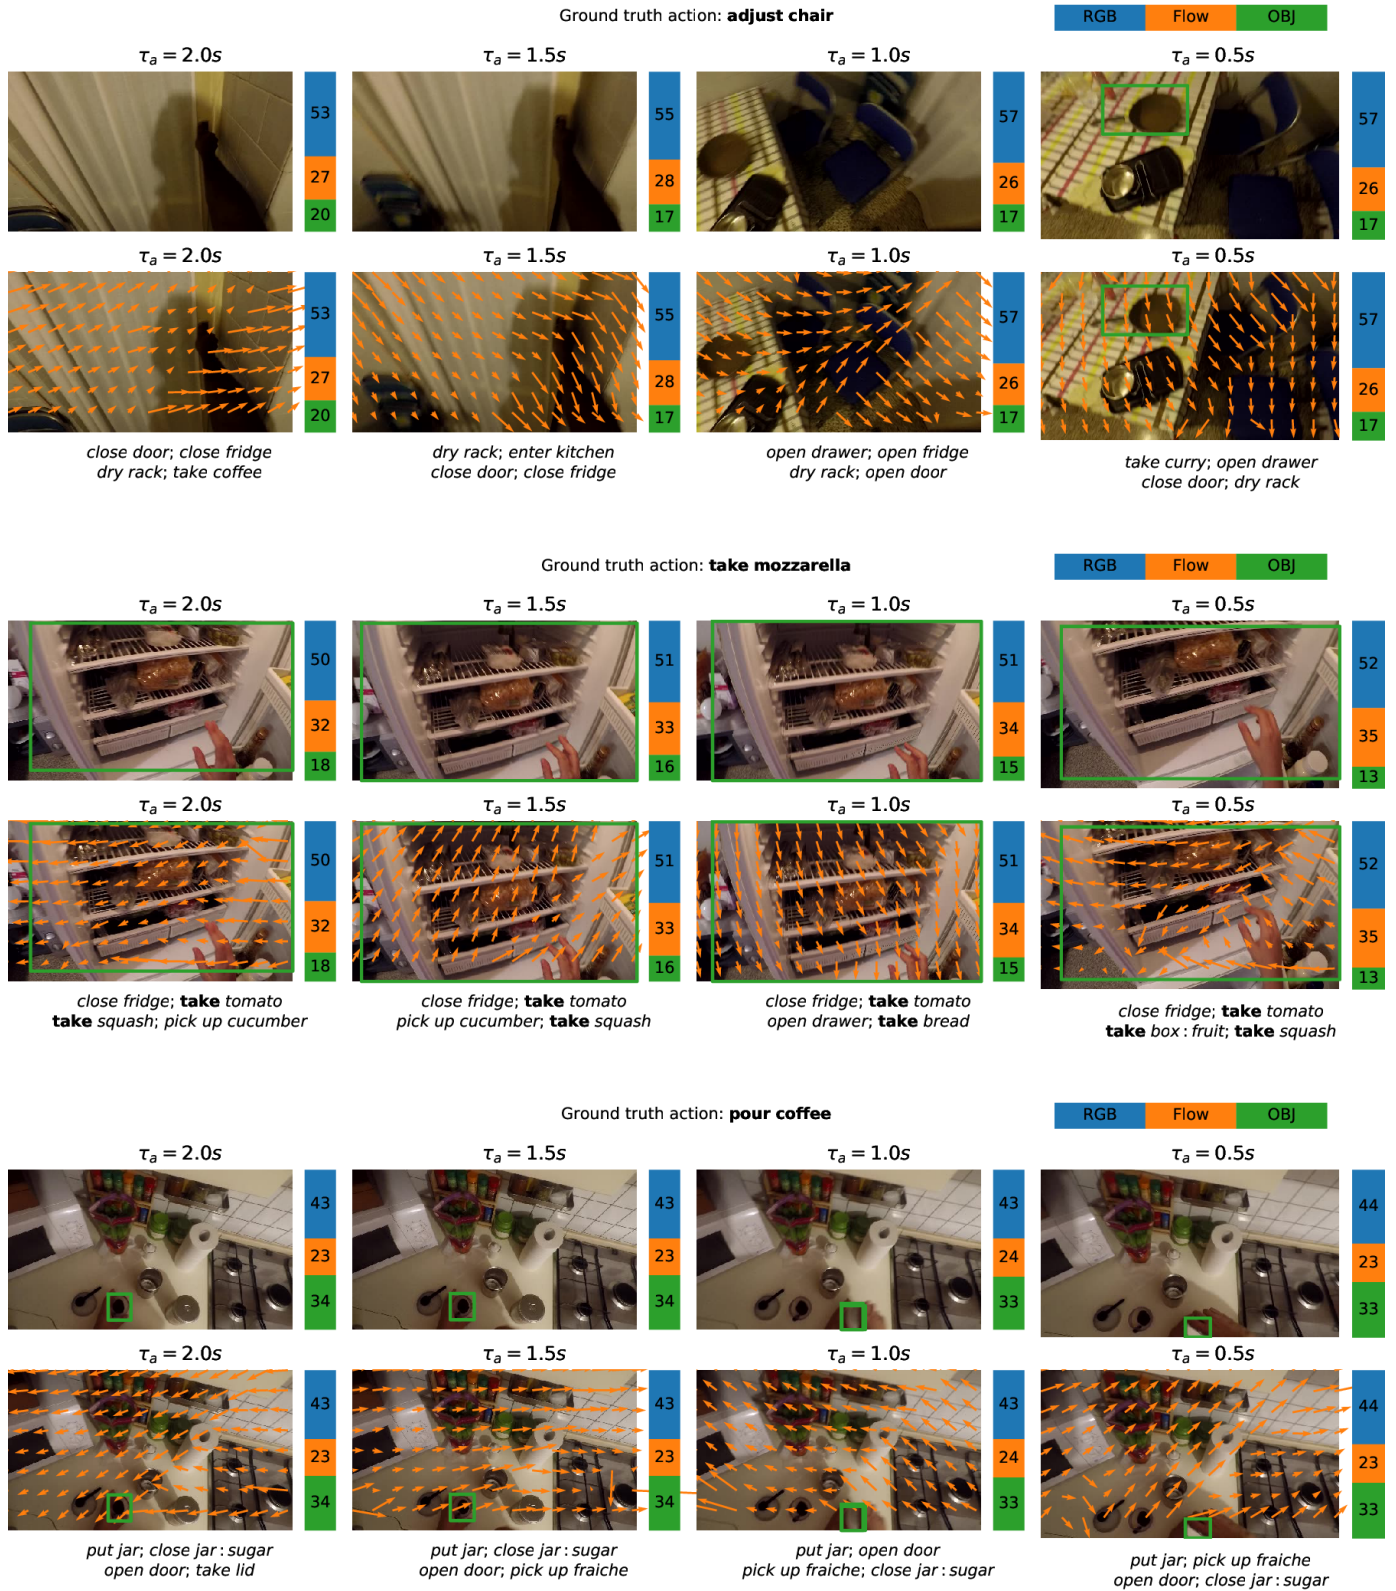 Ground truth action: adjust chair
RGB Flow OBJ
τₐ = 2.0s τₐ = 1.5s τₐ = 1.0s τₐ = 0.5s
53 27 20 55 28 17 57 26 17 57 26 17
τₐ = 2.0s τₐ = 1.5s τₐ = 1.0s τₐ = 0.5s
53 27 20 55 28 17 57 26 17 57 26 17
close door; close fridge
dry rack; take coffee
dry rack; enter kitchen
close door; close fridge
open drawer; open fridge
dry rack; open door
take curry; open drawer
close door; dry rack
Ground truth action: take mozzarella
RGB Flow OBJ
τₐ = 2.0s τₐ = 1.5s τₐ = 1.0s τₐ = 0.5s
50 32 18 51 33 16 51 34 15 52 35 13
τₐ = 2.0s τₐ = 1.5s τₐ = 1.0s τₐ = 0.5s
50 32 18 51 33 16 51 34 15 52 35 13
close fridge; take tomato
take squash; pick up cucumber
close fridge; take tomato
pick up cucumber; take squash
close fridge; take tomato
open drawer; take bread
close fridge; take tomato
take box : fruit; take squash
Ground truth action: pour coffee
RGB Flow OBJ
τₐ = 2.0s τₐ = 1.5s τₐ = 1.0s τₐ = 0.5s
43 23 34 43 23 34 43 24 33 44 23 33
τₐ = 2.0s τₐ = 1.5s τₐ = 1.0s τₐ = 0.5s
43 23 34 43 23 34 43 24 33 44 23 33
put jar; close jar : sugar
open door; take lid
put jar; close jar : sugar
open door; pick up fraiche
put jar; open door
pick up fraiche; close jar : sugar
put jar; pick up fraiche
open door; close jar : sugar